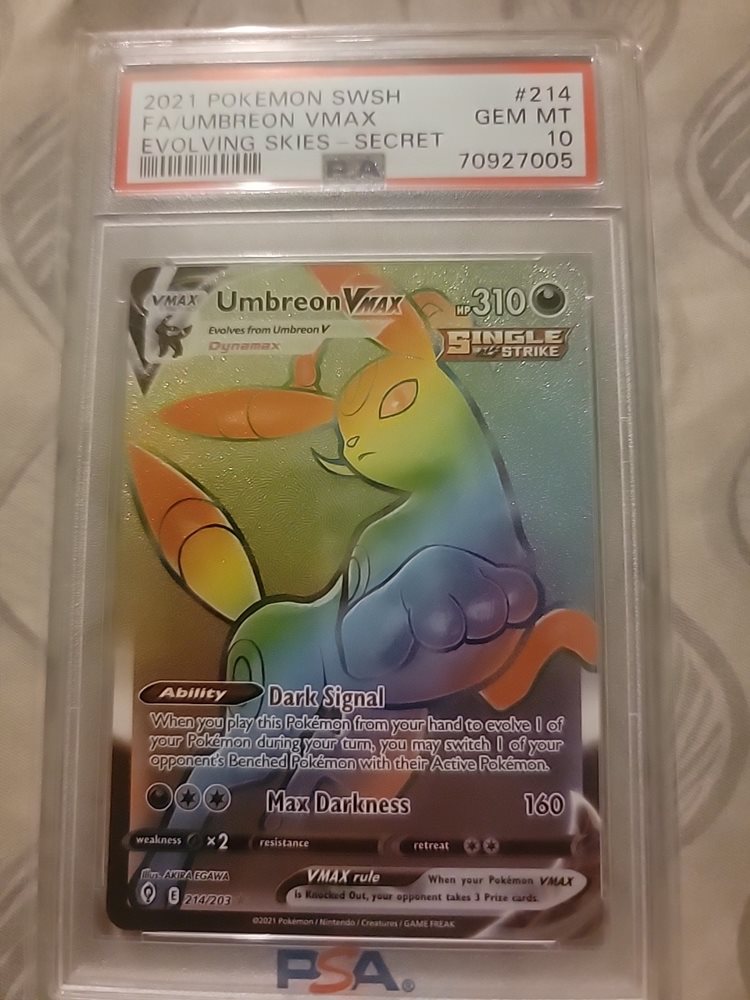 2021 POKEMON SWSH #214
FA/UMBREON VMAX GEM MT
EVOLVING SKIES - SECRET 10
70927005
PSA
VMAX Umbreon VMAX HP 310
Evolves from Umbreon V
Dynamax
SINGLE
STRIKE
Ability Dark Signal
When you play this Pokémon from your hand to evolve 1 of
your Pokémon during your turn, you may switch 1 of your
opponent's Benched Pokémon with their Active Pokémon.
Max Darkness 160
weakness ×2 resistance retreat
Illus. AKIRA EGAWA
VMAX rule When your Pokémon VMAX
is Knocked Out, your opponent takes 3 Prize cards.
E 214/203
©2021 Pokémon / Nintendo / Creatures / GAME FREAK
PSA®